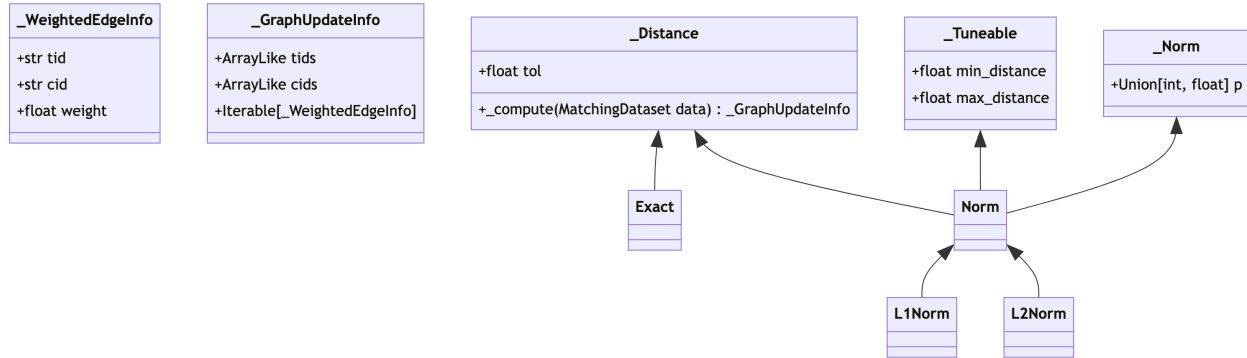 _WeightedEdgeInfo
+str tid
+str cid
+float weight
_GraphUpdateInfo
+ArrayLike tids
+ArrayLike cids
+Iterable[_WeightedEdgeInfo]
_Distance
+float tol
+_compute(MatchingDataset data) : _GraphUpdateInfo
_Tuneable
+float min_distance
+float max_distance
_Norm
+Union[int, float] p
Exact
Norm
L1Norm
L2Norm